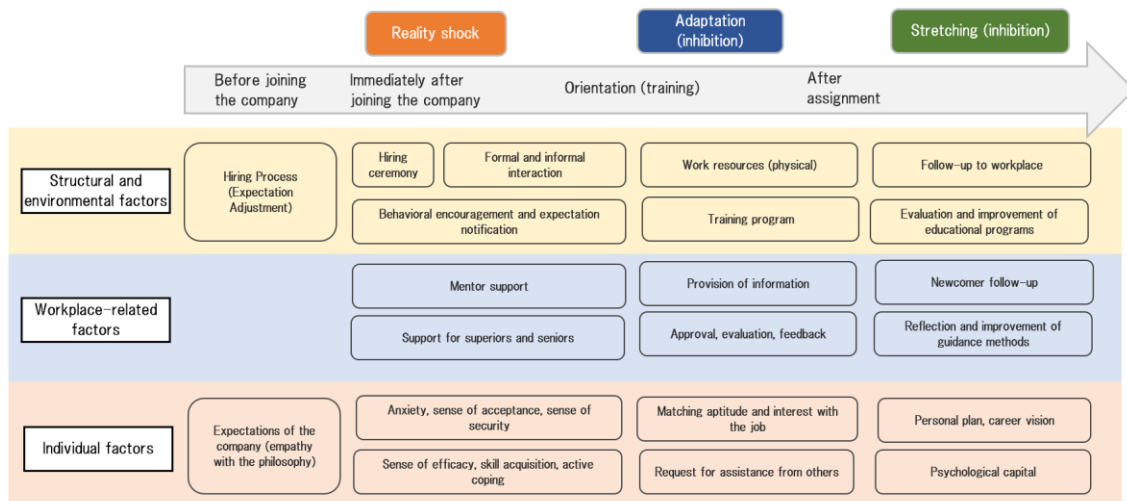 Reality shock
Adaptation
(inhibition)
Stretching (inhibition)
Before joining
the company
Immediately after
joining the company
Orientation (training)
After
assignment
Structural and
environmental factors
Hiring Process
(Expectation
Adjustment)
Hiring
ceremony
Formal and informal
interaction
Work resources (physical)
Follow-up to workplace
Behavioral encouragement and expectation
notification
Training program
Evaluation and improvement of
educational programs
Workplace-related
factors
Mentor support
Provision of information
Newcomer follow-up
Support for superiors and seniors
Approval, evaluation, feedback
Reflection and improvement of
guidance methods
Individual factors
Expectations of the
company (empathy
with the philosophy)
Anxiety, sense of acceptance, sense of
security
Matching aptitude and interest with
the job
Personal plan, career vision
Sense of efficacy, skill acquisition, active
coping
Request for assistance from others
Psychological capital